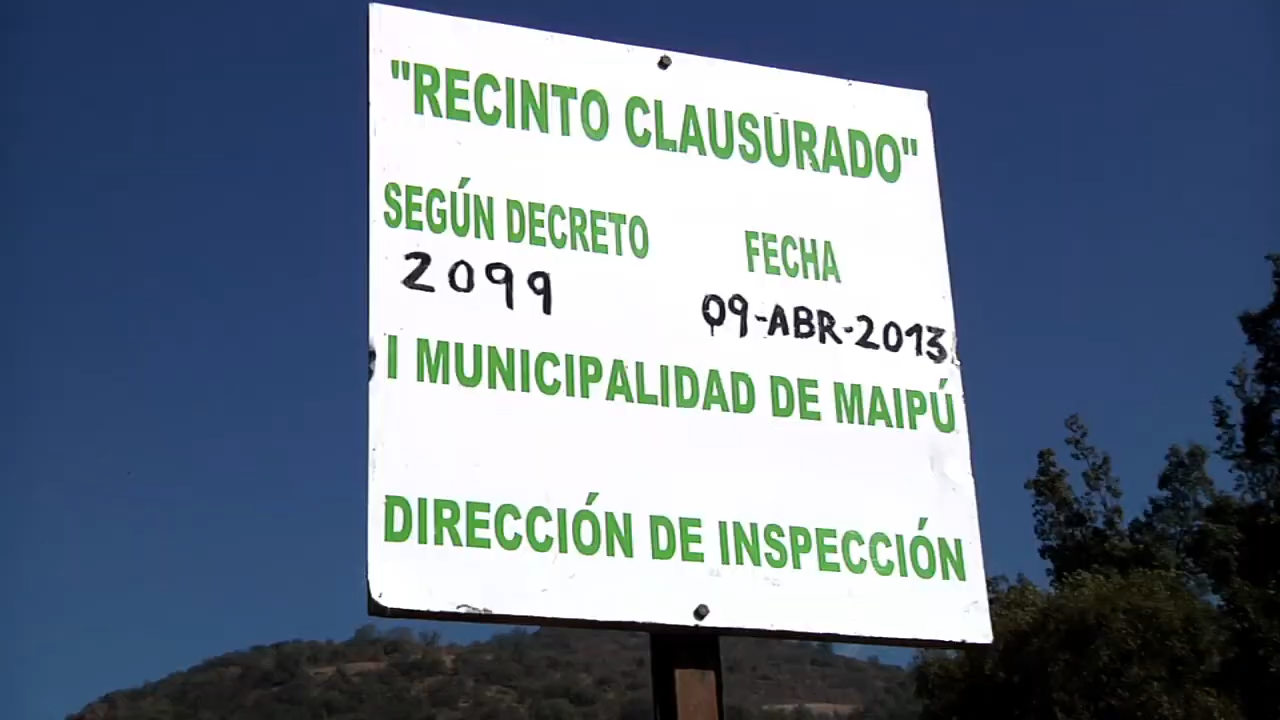 "RECINTO CLAUSURADO"
SEGÚN DECRETO FECHA
2099 09-ABR-2013
I MUNICIPALIDAD DE MAIPÚ
DIRECCIÓN DE INSPECCIÓN